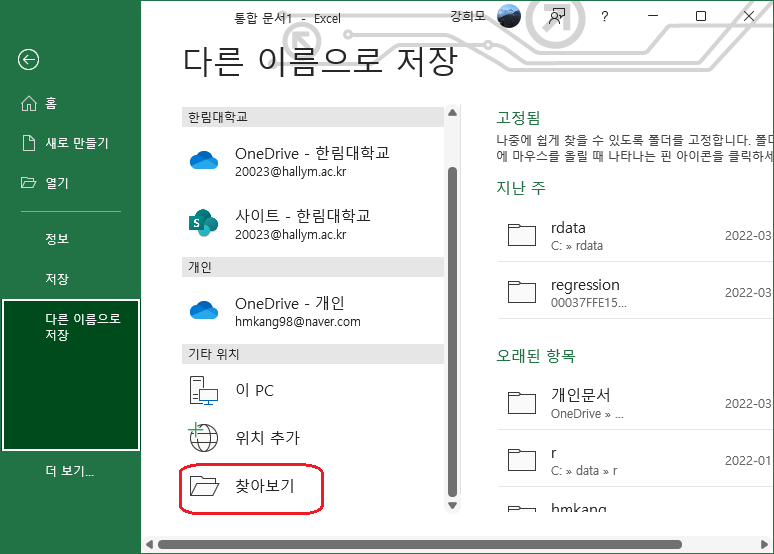 통합 문서1 - Excel
강희모
?
다른 이름으로 저장
홈
새로 만들기
열기
정보
저장
다른 이름으로
저장
더 보기...
한림대학교
OneDrive - 한림대학교
20023@hallym.ac.kr
S
사이트 - 한림대학교
20023@hallym.ac.kr
개인
OneDrive - 개인
hmkang98@naver.com
기타 위치
이 PC
위치 추가
찾아보기
고정됨
나중에 쉽게 찾을 수 있도록 폴더를 고정합니다. 폴더
에 마우스를 올릴 때 나타나는 핀 아이콘을 클릭하세
지난 주
rdata
C: » rdata
2022-03
regression
00037FFE15...
2022-03
오래된 항목
개인문서
OneDrive » ...
2022-03
r
C: » data » r
2022-01
hmkang